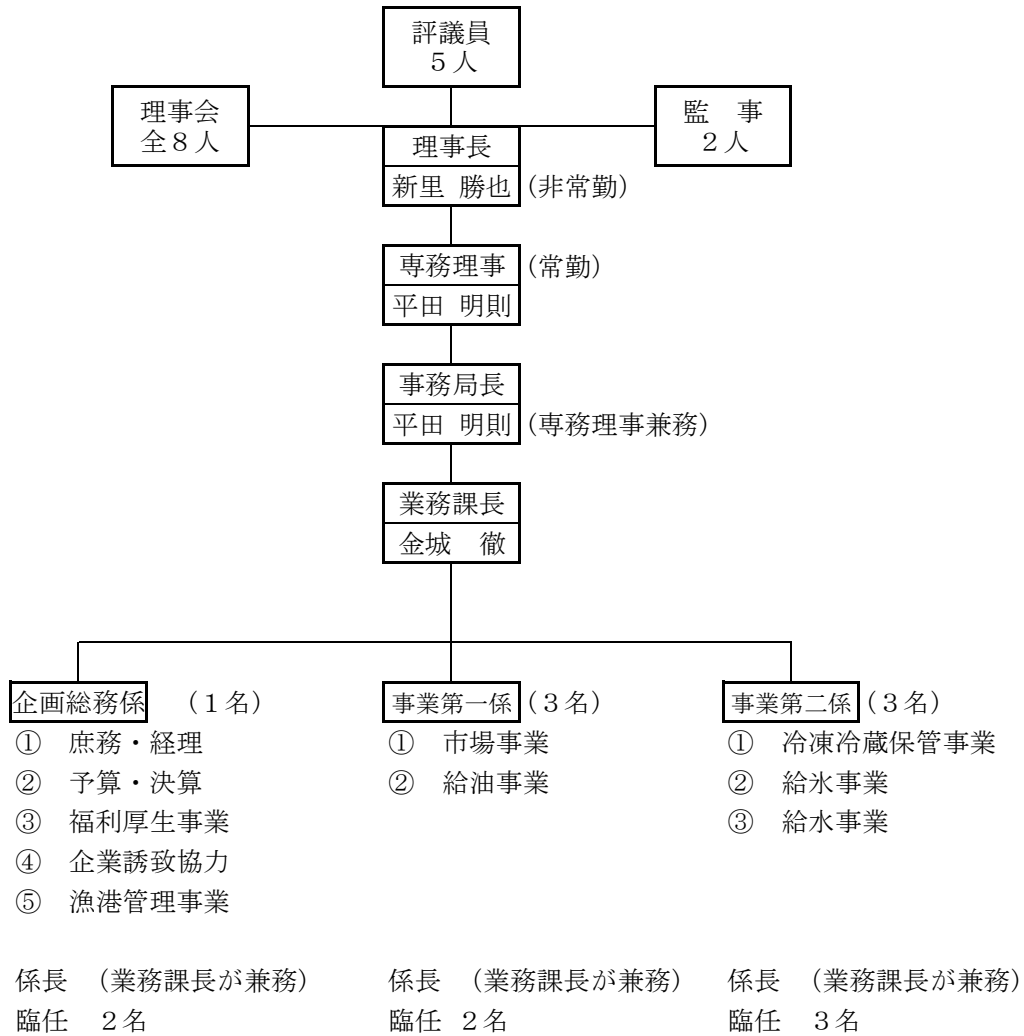 評議員
５人
理事会
全８人
監　事
２人
理事長
新里 勝也 (非常勤)
専務理事 (常勤)
平田 明則
事務局長
平田 明則 (専務理事兼務)
業務課長
金城　徹
企画総務係　(１名)
① 庶務・経理
② 予算・決算
③ 福利厚生事業
④ 企業誘致協力
⑤ 漁港管理事業
係長 (業務課長が兼務)
臨任　２名
事業第一係 (３名)
① 市場事業
② 給油事業
係長 (業務課長が兼務)
臨任 ２名
事業第二係 (３名)
① 冷凍冷蔵保管事業
② 給氷事業
③ 給水事業
係長 (業務課長が兼務)
臨任　３名